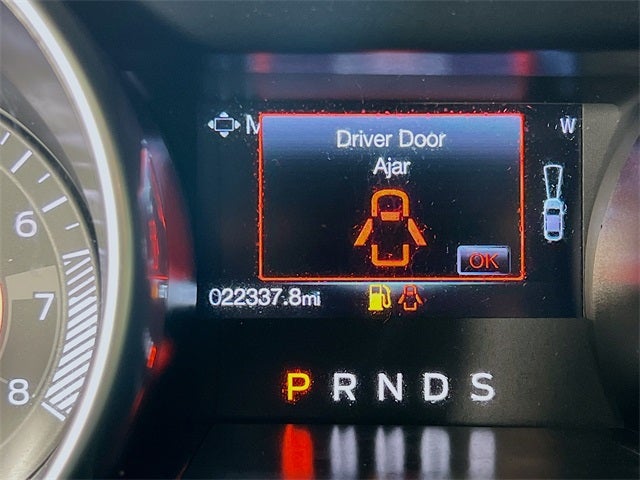 M
W
Driver Door
Ajar
OK
022337.8mi
6
7
8
P R N D S